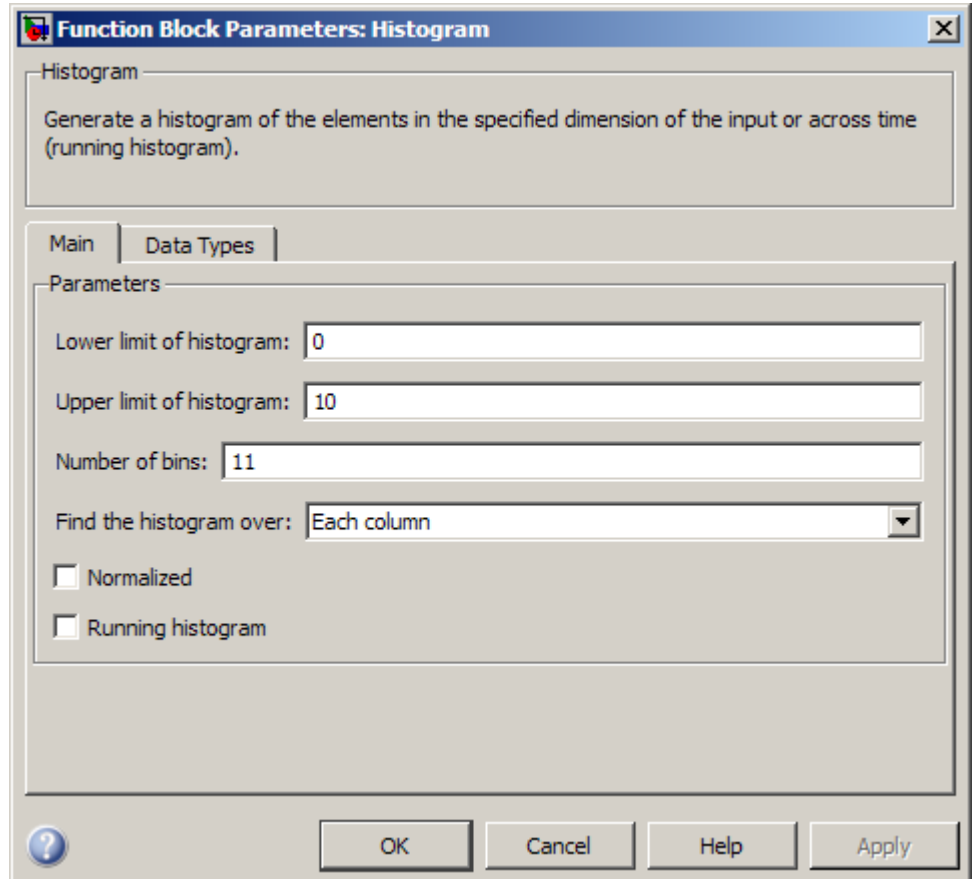 Function Block Parameters: Histogram
Histogram
Generate a histogram of the elements in the specified dimension of the input or across time
(running histogram).
Main Data Types
Parameters
Lower limit of histogram: 0
Upper limit of histogram: 10
Number of bins: 11
Find the histogram over: Each column
Normalized
Running histogram
? OK Cancel Help Apply